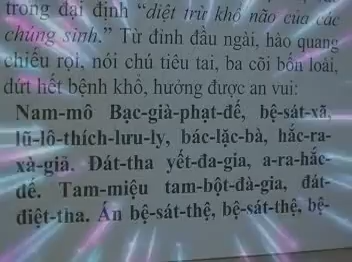 trong đại định “diệt trừ khổ não của các
chúng sinh.” Từ đỉnh đầu ngài, hào quang
chiếu rọi, nói chú tiêu tai, ba cõi bốn loài,
dứt hết bệnh khổ, hưởng được an vui:
Nam-mô Bạc-già-phạt-đế, bệ-sát-xã,
lũ-lô-thích-lưu-ly, bác-lặc-bà, hắc-ra-
xà-giã. Đát-tha yết-đa-gia, a-ra-hắc-
đế. Tam-miệu tam-bột-đà-gia, đát-
điệt-tha. Án bệ-sát-thệ, bệ-sát-thệ, bệ-